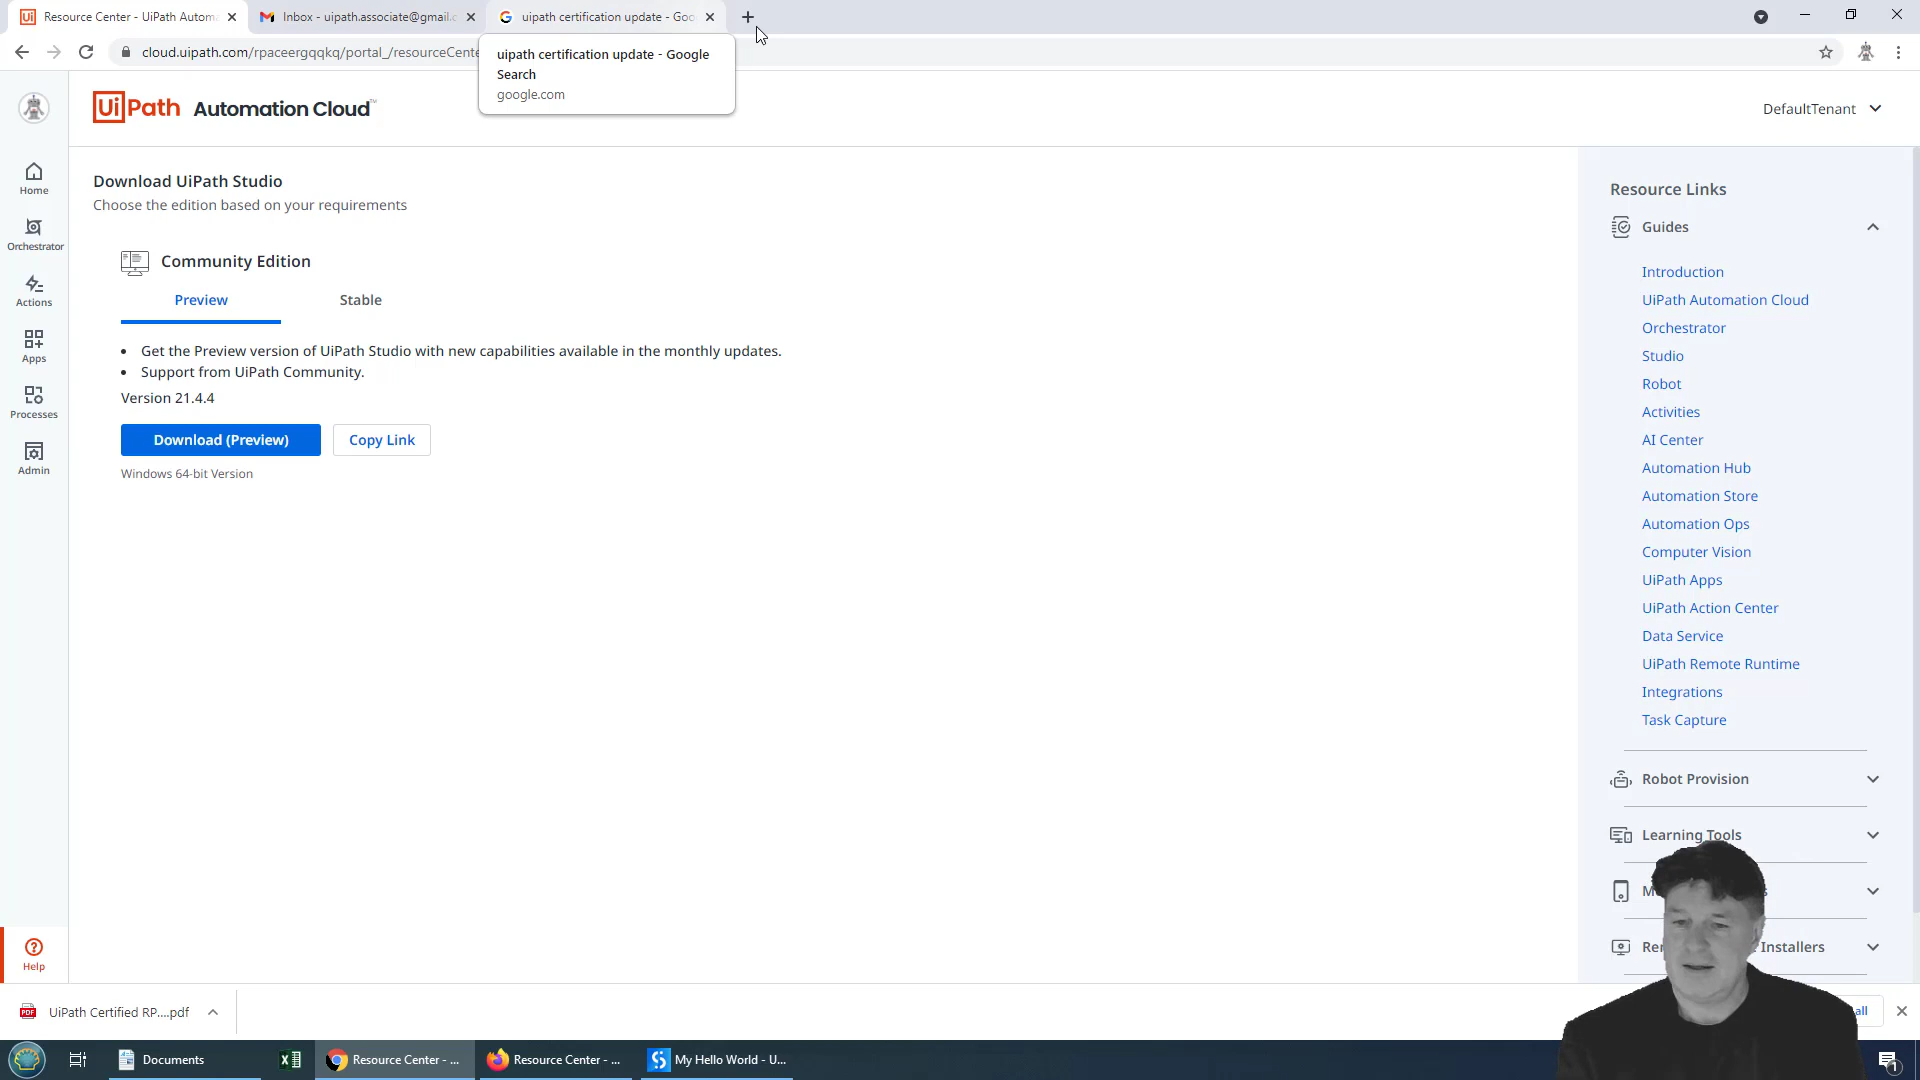 Resource Center - UiPath Autom
Inbox - uipath.associate@gmail.c
uipath certification update - Goo
cloud.uipath.com/rpaceergqqkq/portal_/resourceCente
uipath certification update - Google
Search
google.com
UiPath Automation Cloud™
DefaultTenant
Home
Orchestrator
Actions
Apps
Processes
Admin
Help
Download UiPath Studio
Choose the edition based on your requirements
Community Edition
Preview
Stable
• Get the Preview version of UiPath Studio with new capabilities available in the monthly updates.
• Support from UiPath Community.
Version 21.4.4
Download (Preview)
Copy Link
Windows 64-bit Version
Resource Links
Guides
Introduction
UiPath Automation Cloud
Orchestrator
Studio
Robot
Activities
AI Center
Automation Hub
Automation Store
Automation Ops
Computer Vision
UiPath Apps
UiPath Action Center
Data Service
UiPath Remote Runtime
Integrations
Task Capture
Robot Provision
Learning Tools
Installers
UiPath Certified RP....pdf
all
Documents
Resource Center - ...
Resource Center - ...
My Hello World - U...
1